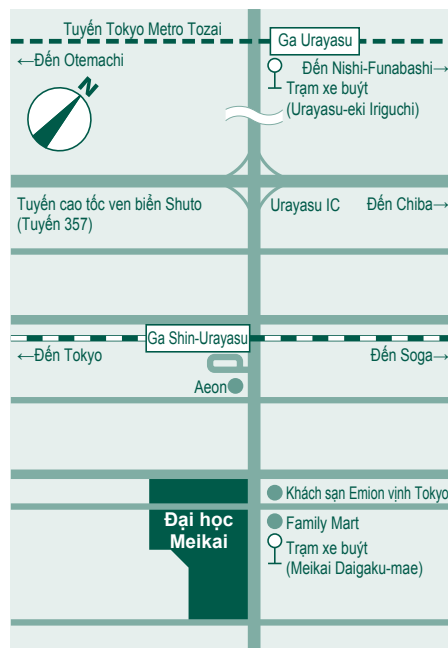 Tuyến Tokyo Metro Tozai
Ga Urayasu
←Đến Otemachi
Đến Nishi-Funabashi→
Trạm xe buýt
(Urayasu-eki Iriguchi)
N
Tuyến cao tốc ven biển Shuto
(Tuyến 357)
Urayasu IC
Đến Chiba→
Ga Shin-Urayasu
←Đến Tokyo
Đến Soga→
Aeon
Khách sạn Emion vịnh Tokyo
Đại học
Meikai
Family Mart
Trạm xe buýt
(Meikai Daigaku-mae)